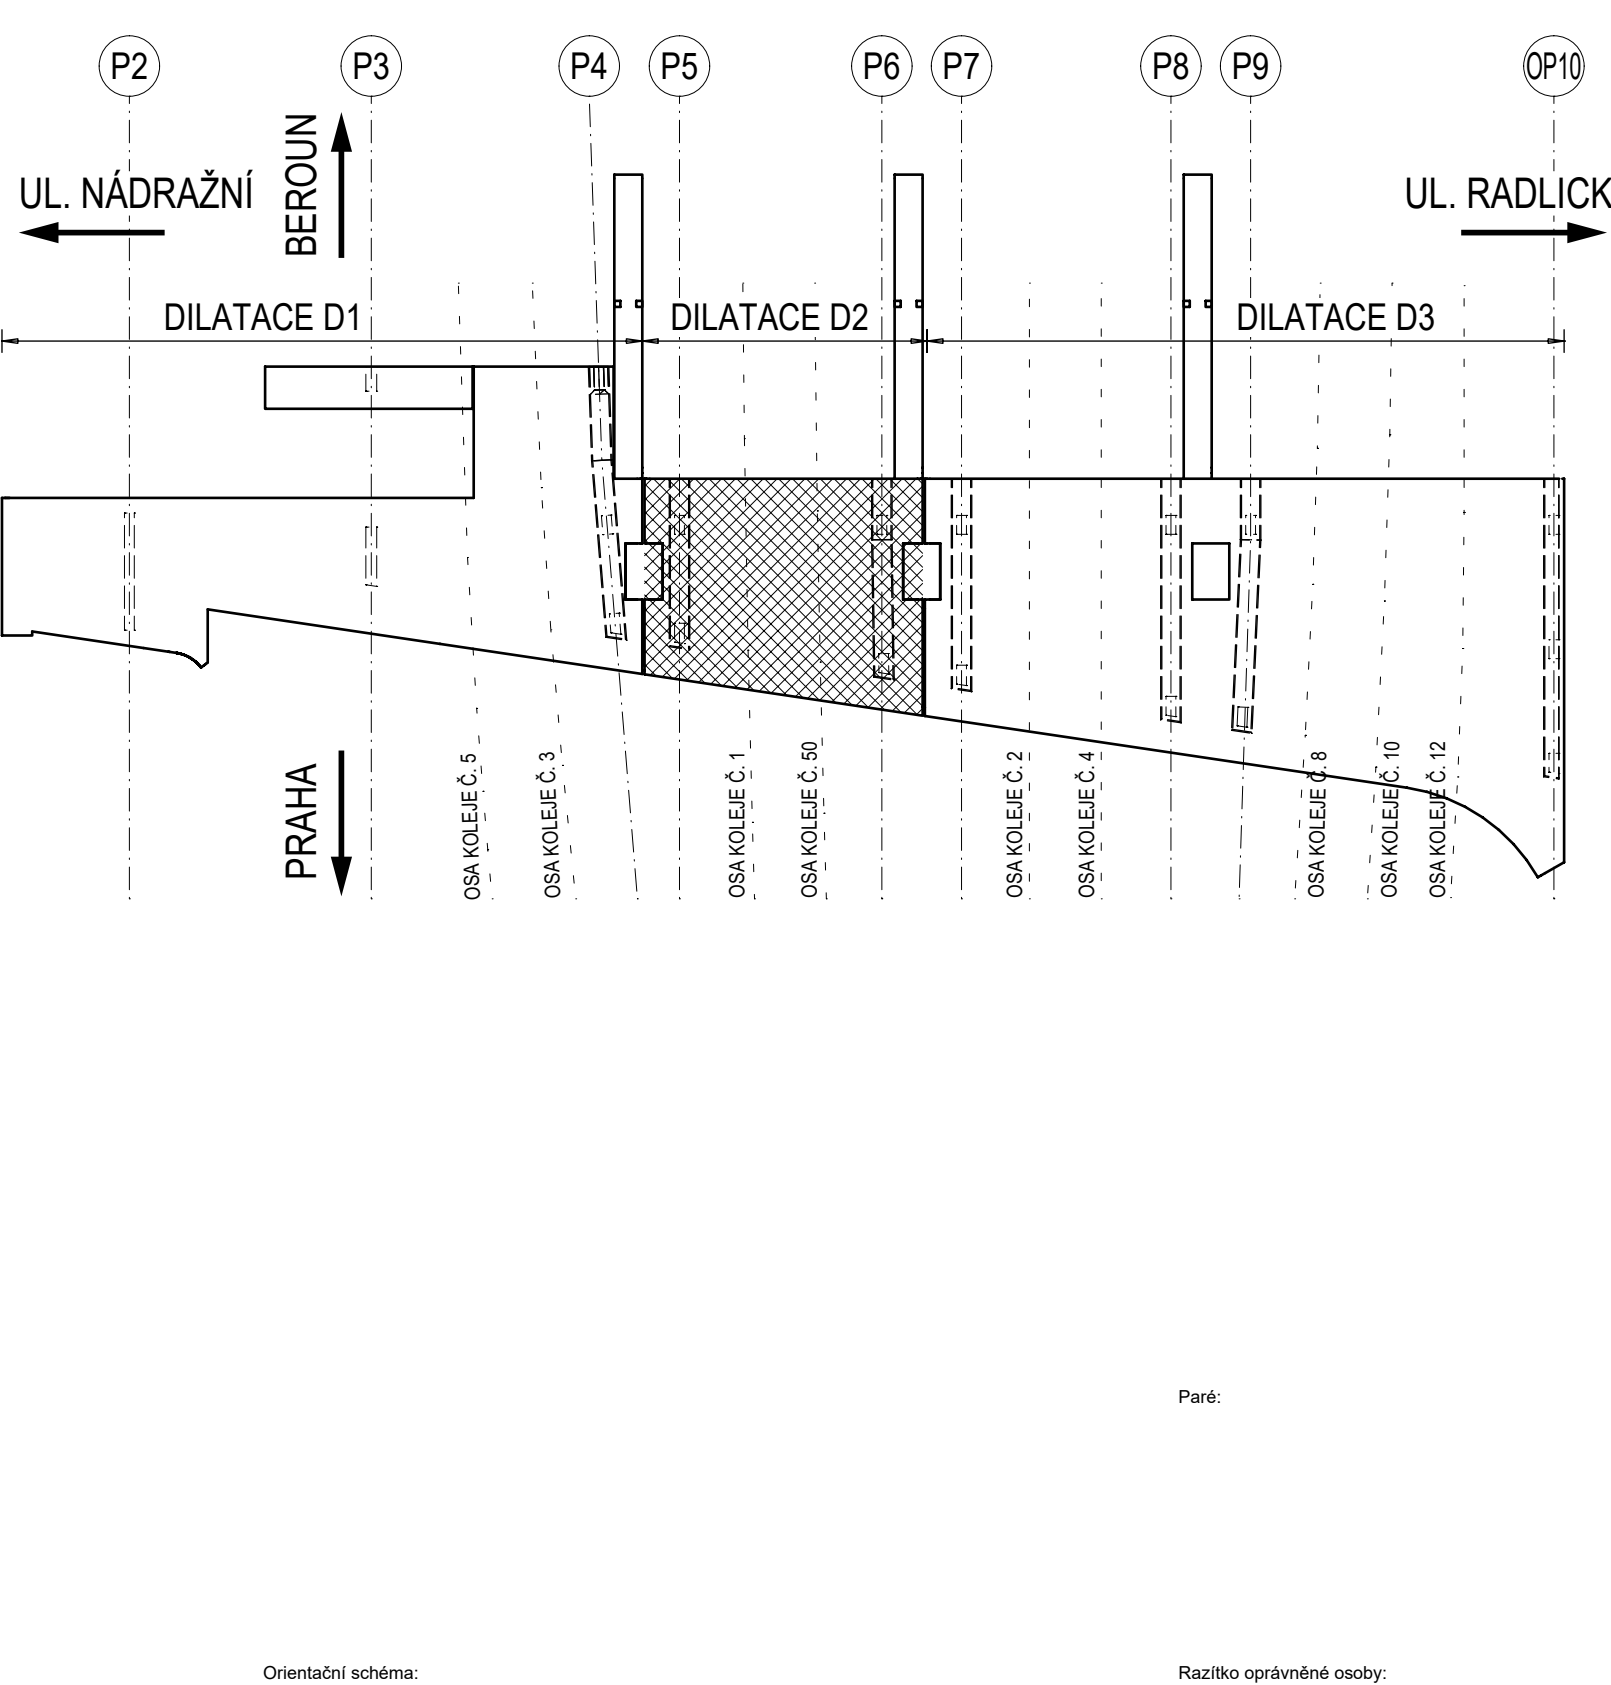 P2 P3 P4 P5 P6 P7 P8 P9 OP10
BEROUN
UL. NÁDRAŽNÍ
UL. RADLICK
DILATACE D1
DILATACE D2
DILATACE D3
PRAHA
OSA KOLEJE Č. 5
OSA KOLEJE Č. 3
OSA KOLEJE Č. 1
OSA KOLEJE Č. 50
OSA KOLEJE Č. 2
OSA KOLEJE Č. 4
OSA KOLEJE Č. 8
OSA KOLEJE Č. 10
OSA KOLEJE Č. 12
Paré:
Orientační schéma:
Razítko oprávněné osoby: